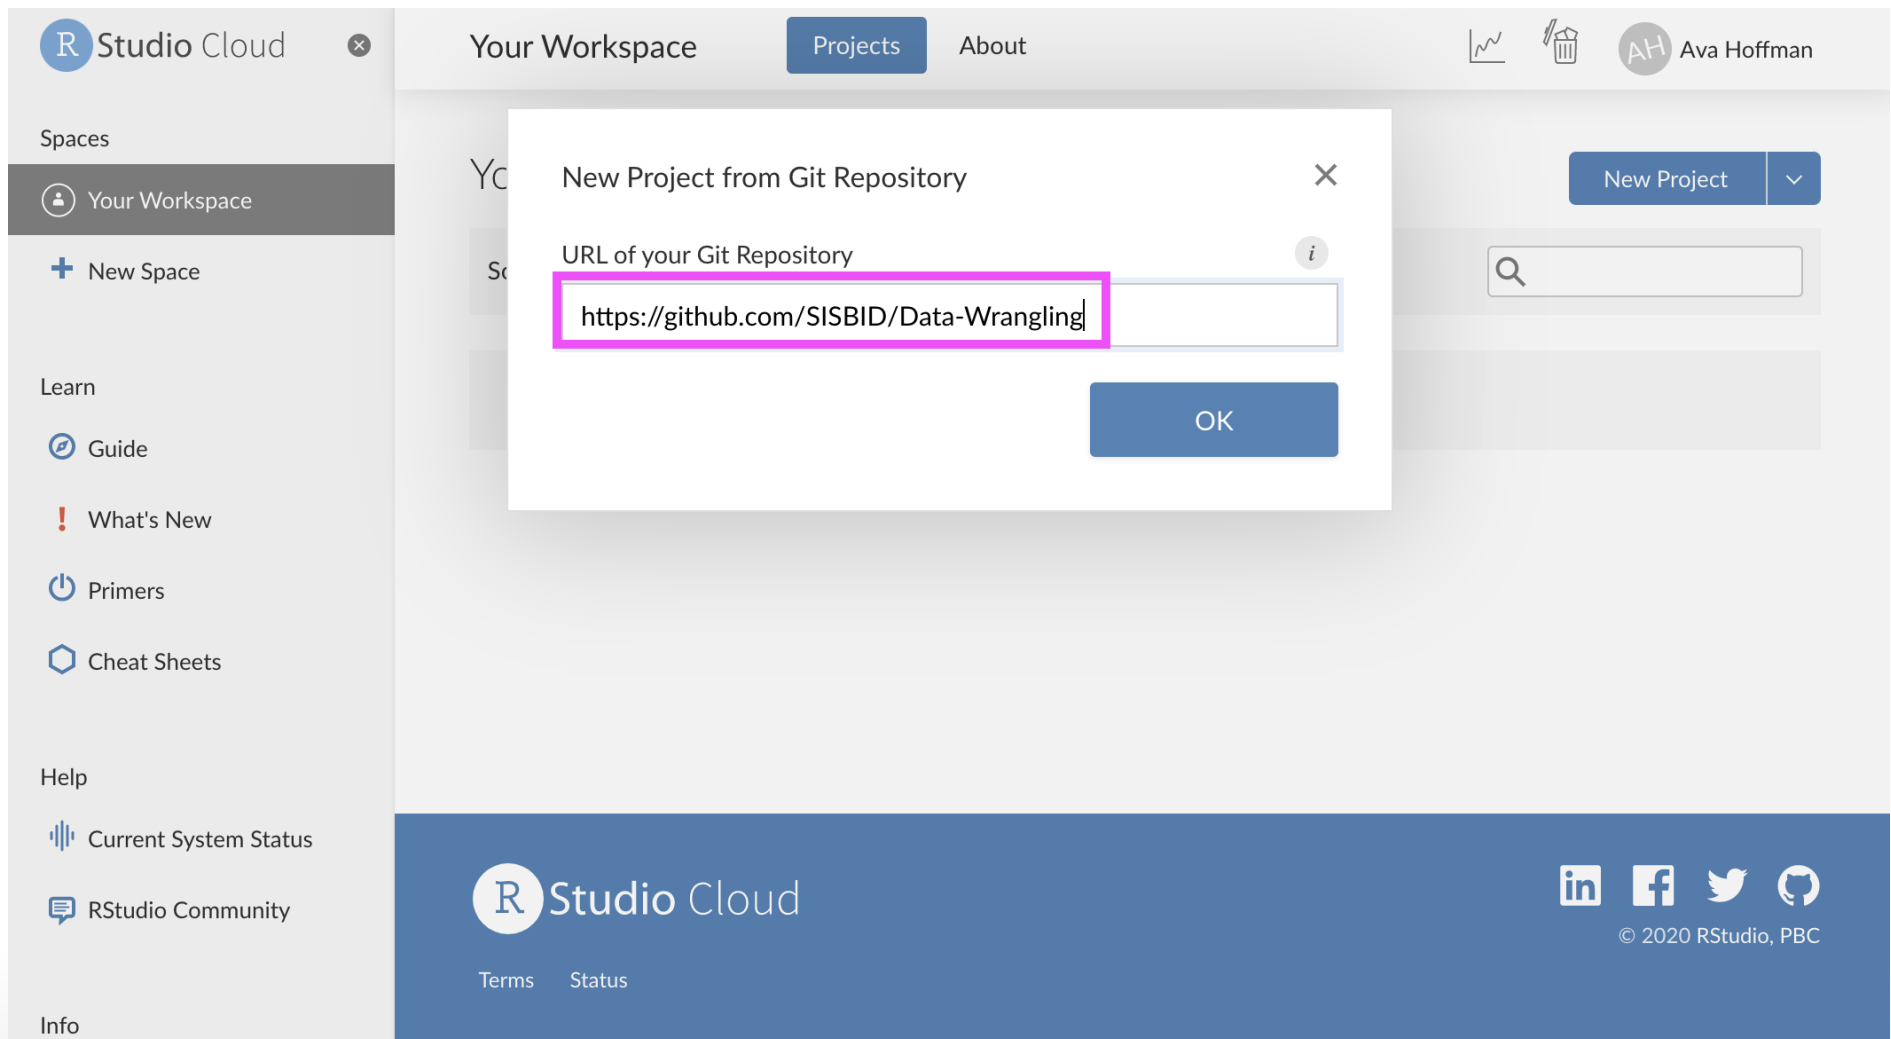 R Studio Cloud
Your Workspace
Projects
About
AH
Ava Hoffman
Spaces
Your Workspace
New Space
Learn
Guide
What's New
Primers
Cheat Sheets
Help
Current System Status
RStudio Community
Info
Yo
New Project
So
New Project from Git Repository
URL of your Git Repository
i
https://github.com/SISBID/Data-Wrangling
OK
R Studio Cloud
Terms
Status
in
f
© 2020 RStudio, PBC